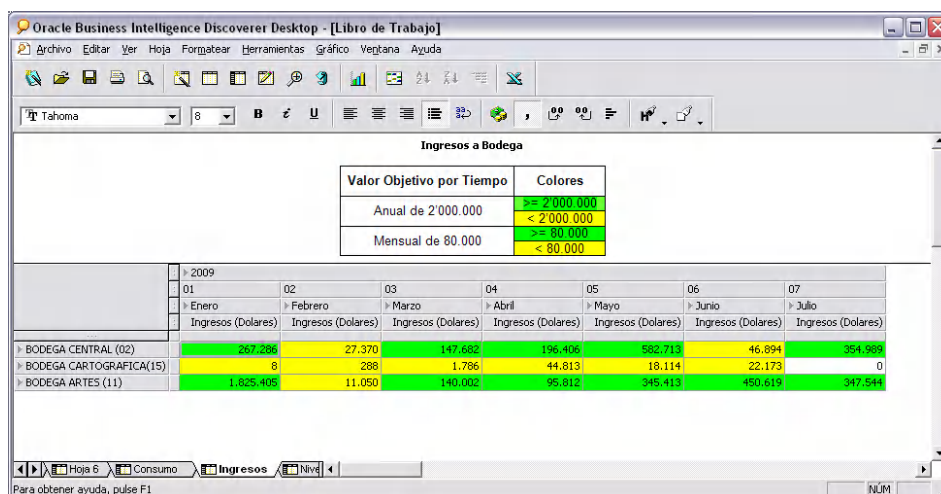 Oracle Business Intelligence Discoverer Desktop - [Libro de Trabajo]
Archivo Editar Ver Hoja Formatear Herramientas Gráfico Ventana Ayuda
Tahoma 8 B i U
Ingresos a Bodega
Valor Objetivo por Tiempo Colores
Anual de 2'000.000 >= 2'000.000
< 2'000.000
Mensual de 80.000 >= 80.000
< 80.000
2009
01 02 03 04 05 06 07
Enero Febrero Marzo Abril Mayo Junio Julio
Ingresos (Dolares) Ingresos (Dolares) Ingresos (Dolares) Ingresos (Dolares) Ingresos (Dolares) Ingresos (Dolares) Ingresos (Dolares)
BODEGA CENTRAL (02) 267.286 27.370 147.682 196.406 582.713 46.894 354.989
BODEGA CARTOGRAFICA(15) 8 288 1.786 44.813 18.114 22.173 0
BODEGA ARTES (11) 1.825.405 11.050 140.002 95.812 345.413 450.619 347.544
Hoja 6 Consumo Ingresos Nive
Para obtener ayuda, pulse F1 NÚM